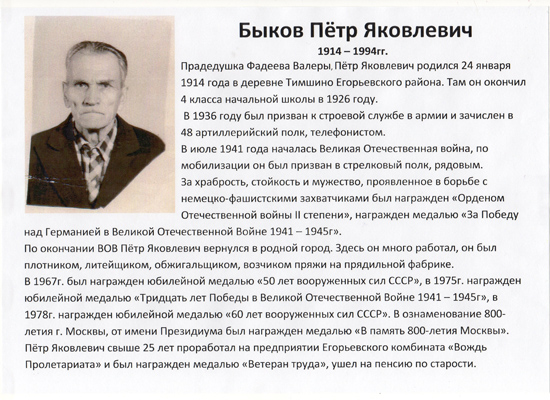 Быков Пётр Яковлевич
1914 – 1994гг.
Прадедушка Фадеева Валеры, Пётр Яковлевич родился 24 января
1914 года в деревне Тимшино Егорьевского района. Там он окончил
4 класса начальной школы в 1926 году.
В 1936 году был призван к строевой службе в армии и зачислен в
48 артиллерийский полк, телефонистом.
В июле 1941 года началась Великая Отечественная война, по
мобилизации он был призван в стрелковый полк, рядовым.
За храбрость, стойкость и мужество, проявленное в борьбе с
немецко-фашистскими захватчиками был награжден «Орденом
Отечественной войны II степени», награжден медалью «За Победу
над Германией в Великой Отечественной Войне 1941 – 1945г».
По окончании ВОВ Пётр Яковлевич вернулся в родной город. Здесь он много работал, он был
плотником, литейщиком, обжигальщиком, возчиком пряжи на прядильной фабрике.
В 1967г. был награжден юбилейной медалью «50 лет вооруженных сил СССР», в 1975г. награжден
юбилейной медалью «Тридцать лет Победы в Великой Отечественной Войне 1941 – 1945г», в
1978г. награжден юбилейной медалью «60 лет вооруженных сил СССР». В ознаменование 800-
летия г. Москвы, от имени Президиума был награжден медалью «В память 800-летия Москвы».
Пётр Яковлевич свыше 25 лет проработал на предприятии Егорьевского комбината «Вождь
Пролетариата» и был награжден медалью «Ветеран труда», ушел на пенсию по старости.